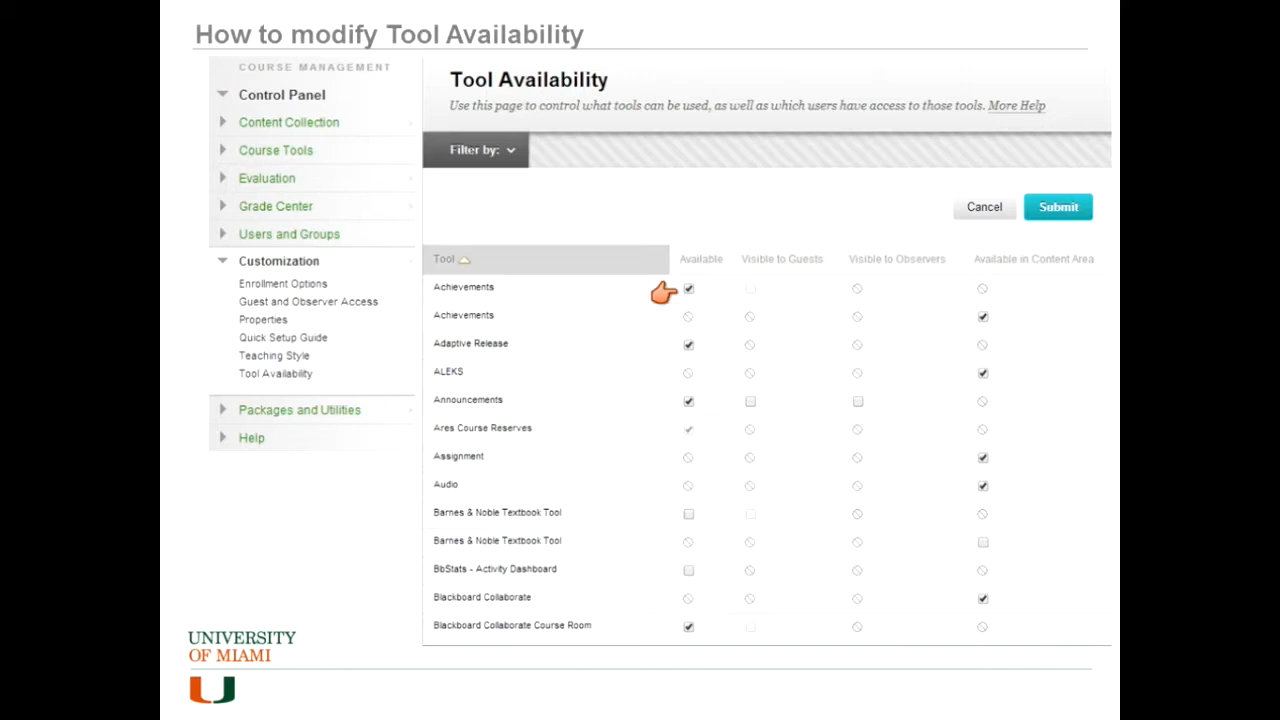 How to modify Tool Availability
COURSE MANAGEMENT
Control Panel
Content Collection
Course Tools
Evaluation
Grade Center
Users and Groups
Customization
Enrollment Options
Guest and Observer Access
Properties
Quick Setup Guide
Teaching Style
Tool Availability
Packages and Utilities
Help
Tool Availability
Use this page to control what tools can be used, as well as which users have access to those tools. More Help
Filter by:
Cancel Submit
Tool Available Visible to Guests Visible to Observers Available in Content Area
Achievements
Achievements
Adaptive Release
ALEKS
Announcements
Ares Course Reserves
Assignment
Audio
Barnes & Noble Textbook Tool
Barnes & Noble Textbook Tool
BbStats - Activity Dashboard
Blackboard Collaborate
Blackboard Collaborate Course Room
UNIVERSITY
OF MIAMI
U